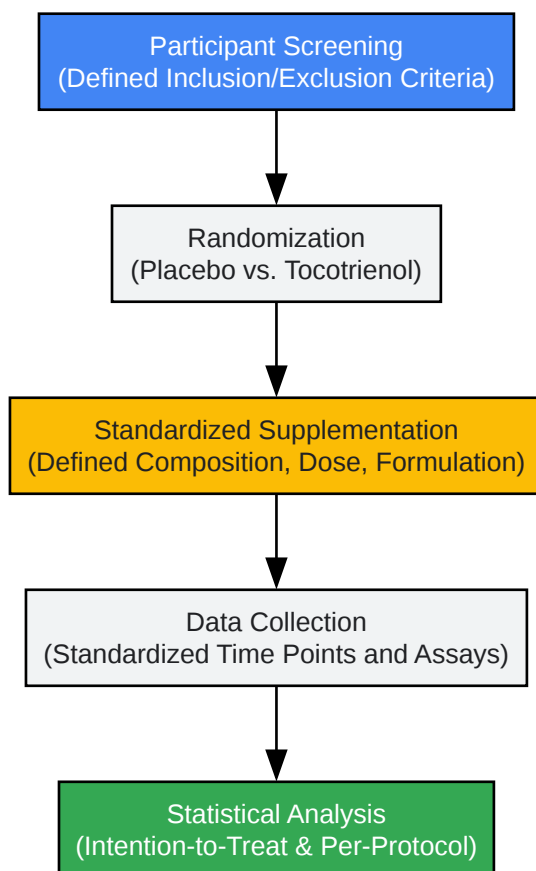 Participant Screening
(Defined Inclusion/Exclusion Criteria)
Randomization
(Placebo vs. Tocotrienol)
Standardized Supplementation
(Defined Composition, Dose, Formulation)
Data Collection
(Standardized Time Points and Assays)
Statistical Analysis
(Intention-to-Treat & Per-Protocol)